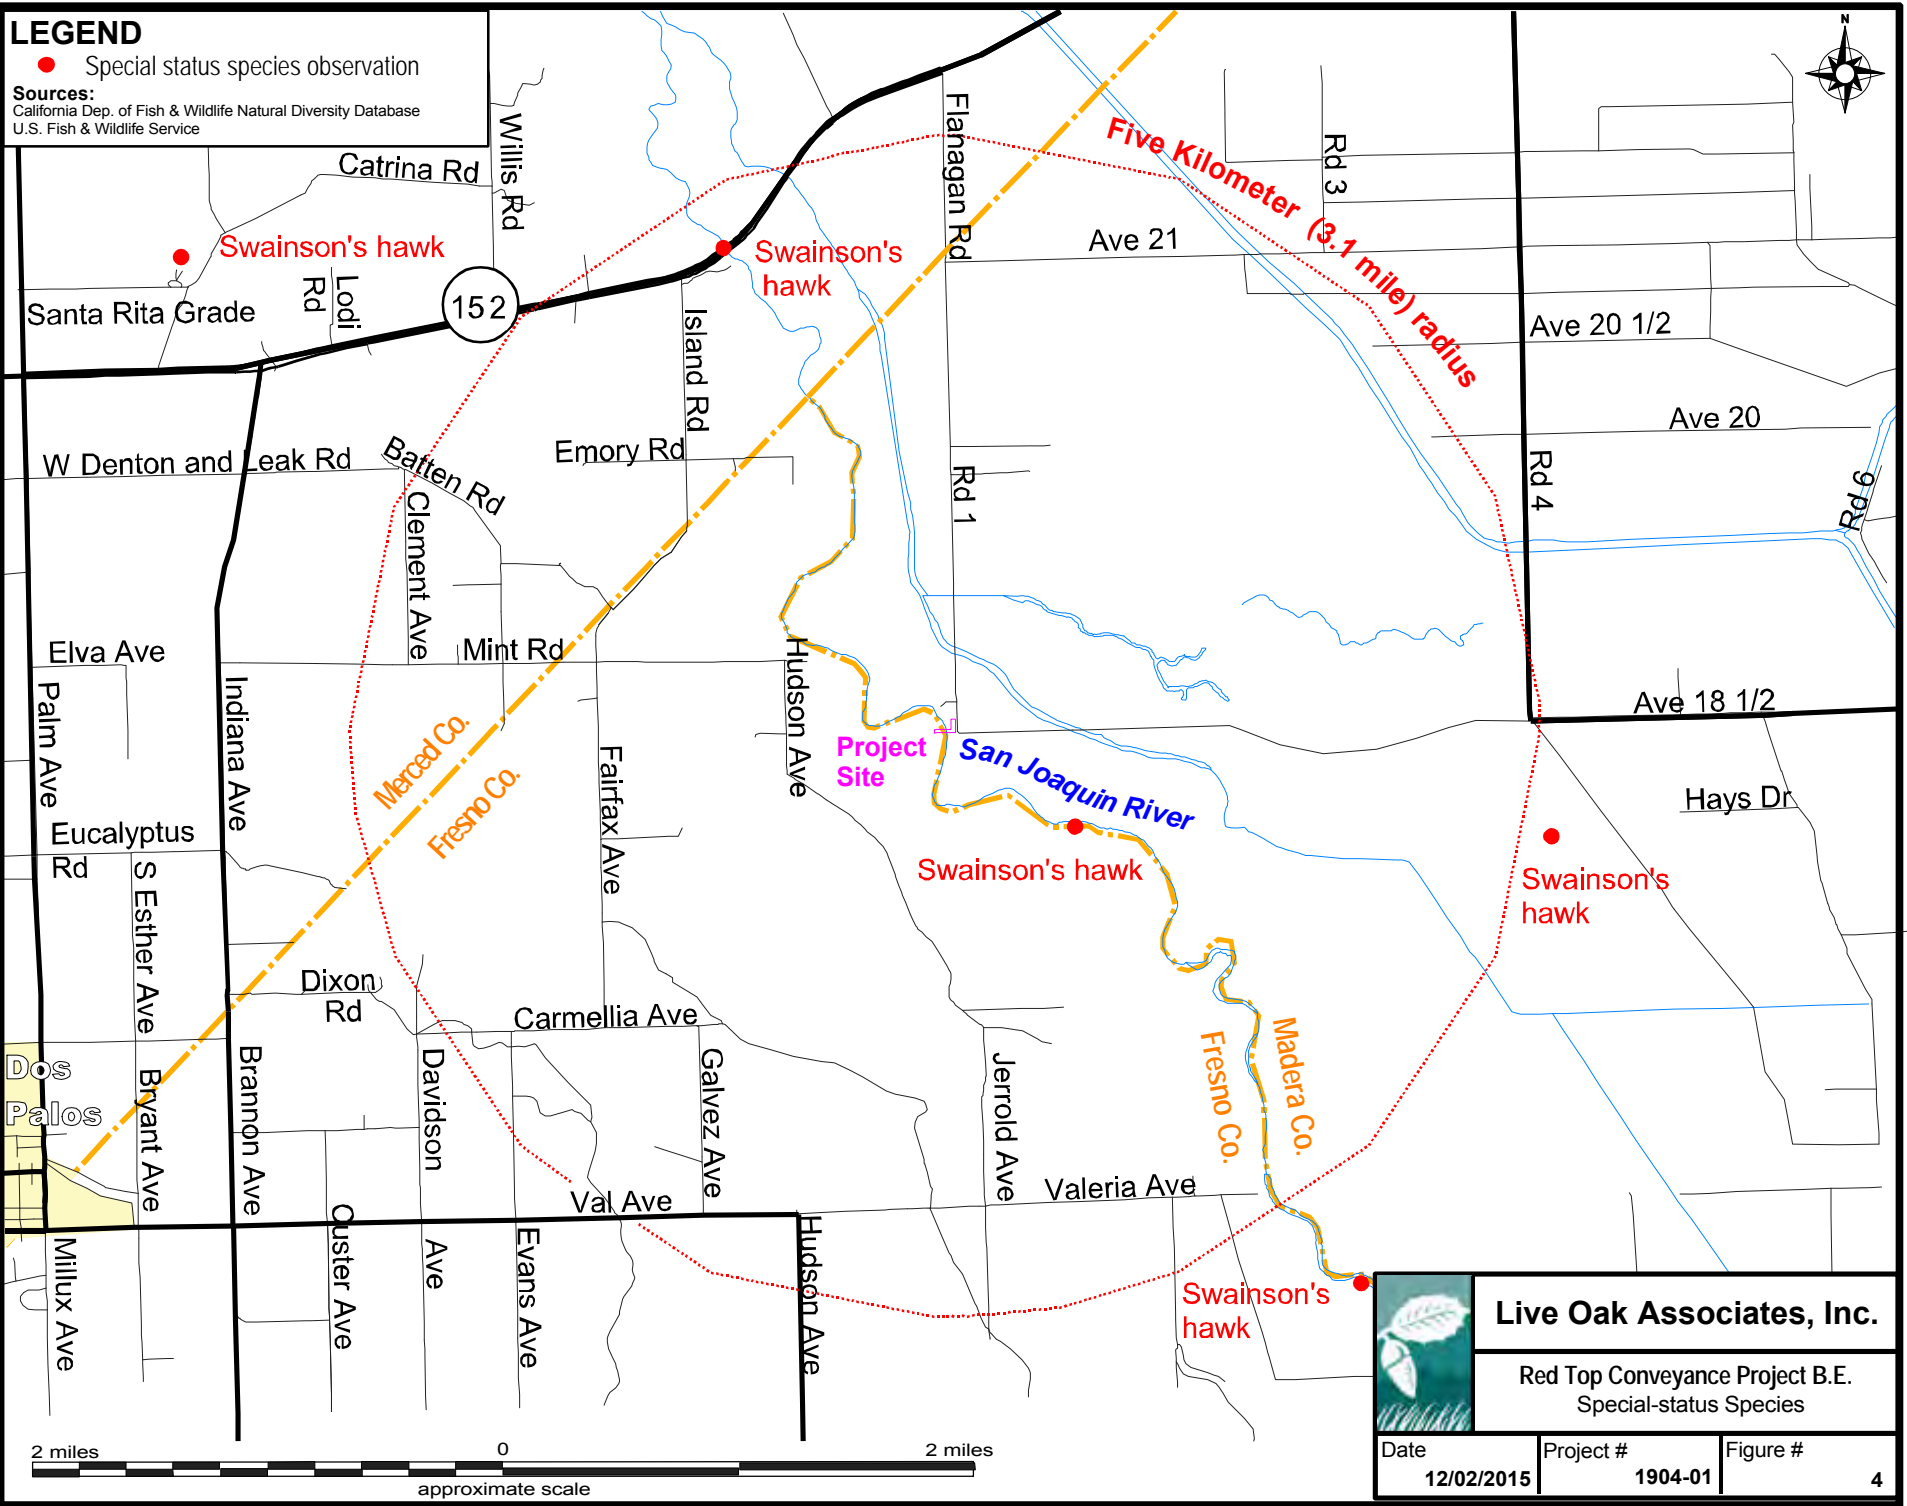 LEGEND
Special status species observation
Sources:
California Dep. of Fish & Wildlife Natural Diversity Database
U.S. Fish & Wildlife Service
N
Catrina Rd
Willis Rd
Flanagan Rd
Five Kilometer (3.1 mile) radius
Rd 3
Swainson's hawk
Swainson's
hawk
Ave 21
Santa Rita Grade
Lodi
Rd
152
Island Rd
Ave 20 1/2
Ave 20
W Denton and Leak Rd
Batten Rd
Emory Rd
Clement Ave
Rd 1
Rd 4
Rd 6
Elva Ave
Mint Rd
Hudson Ave
Palm Ave
Indiana Ave
Merced Co.
Fresno Co.
Fairfax Ave
Project
Site
San Joaquin River
Ave 18 1/2
Hays Dr
Eucalyptus
Rd
S Esther Ave
Swainson's hawk
Swainson's
hawk
Dixon
Rd
Carmellia Ave
Fresno Co.
Madera Co.
Dos
Palos
Bryant Ave
Brannon Ave
Davidson
Ave
Galvez Ave
Jerrold Ave
Valeria Ave
Val Ave
Millux Ave
Custer Ave
Evans Ave
Hudson Ave
Swainson's
hawk
Live Oak Associates, Inc.
Red Top Conveyance Project B.E.
Special-status Species
Date
12/02/2015
Project #
1904-01
Figure #
4
2 miles
0
2 miles
approximate scale